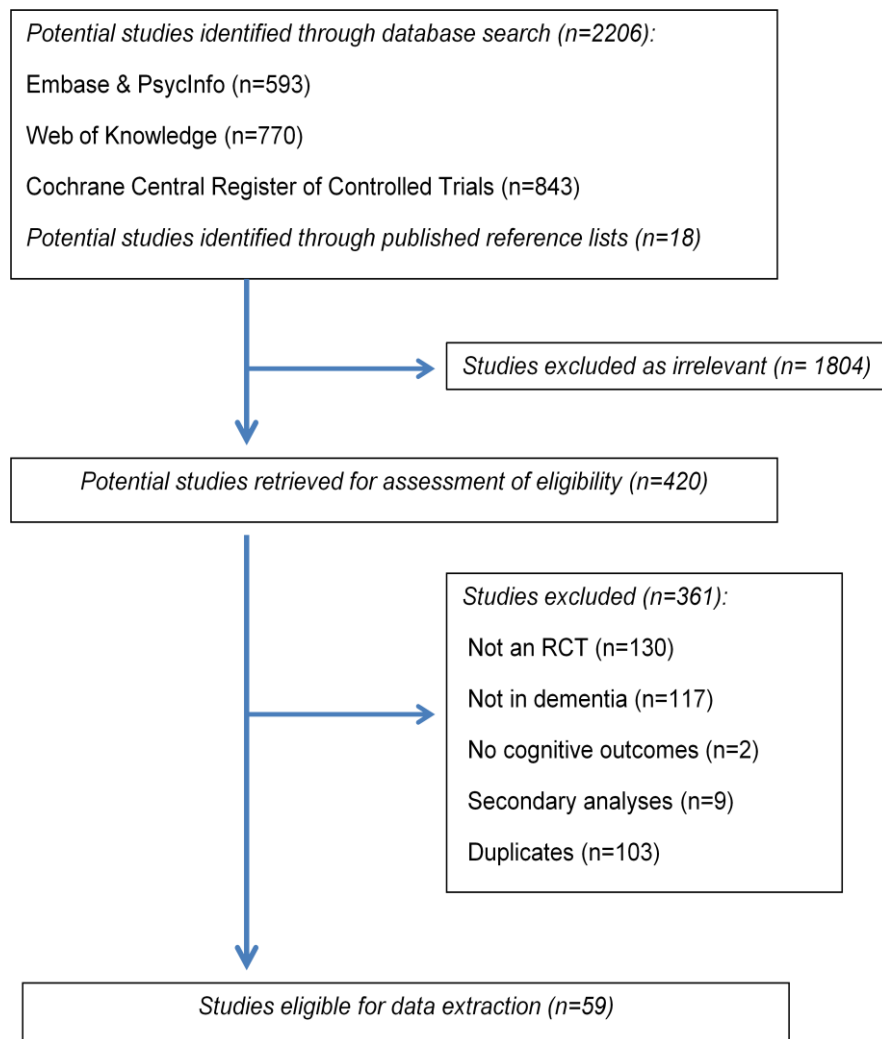 Potential studies identified through database search (n=2206):
Embase & PsycInfo (n=593)
Web of Knowledge (n=770)
Cochrane Central Register of Controlled Trials (n=843)
Potential studies identified through published reference lists (n=18)
Studies excluded as irrelevant (n= 1804)
Potential studies retrieved for assessment of eligibility (n=420)
Studies excluded (n=361):
Not an RCT (n=130)
Not in dementia (n=117)
No cognitive outcomes (n=2)
Secondary analyses (n=9)
Duplicates (n=103)
Studies eligible for data extraction (n=59)